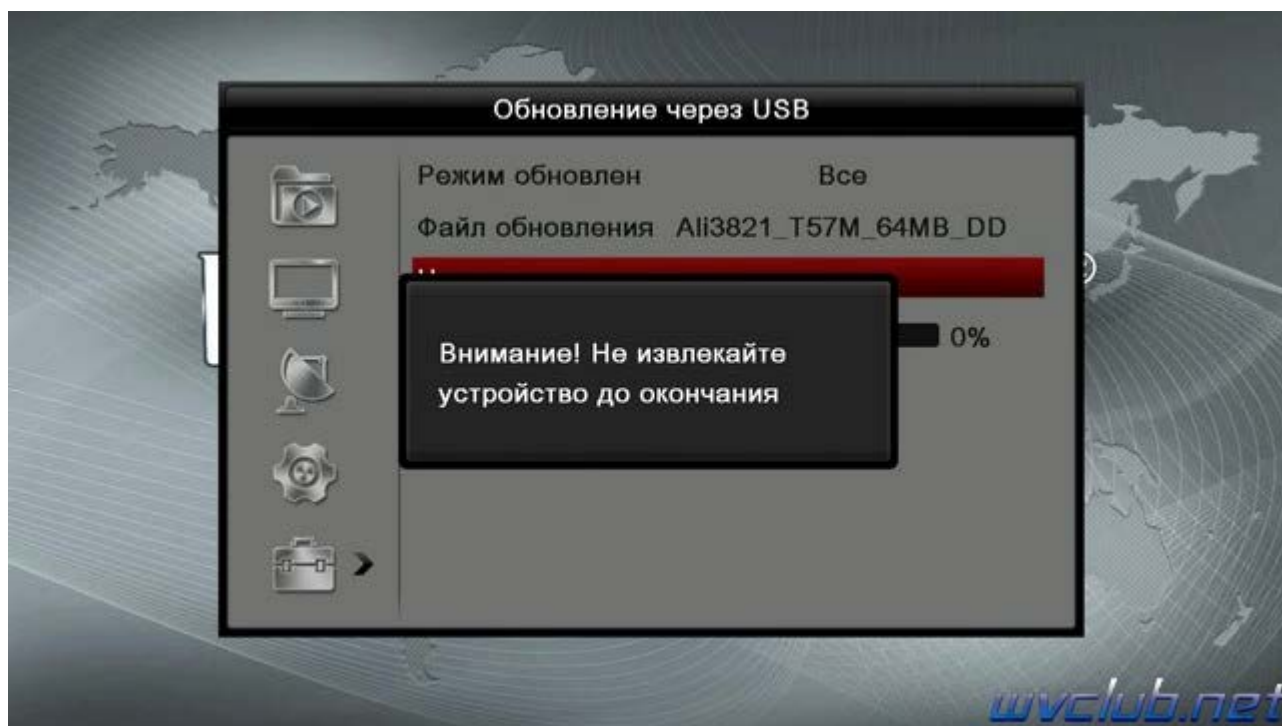 Обновление через USB
Режим обновлен Все
Файл обновления Ali3821_T57M_64MB_DD
0%
Внимание! Не извлекайте
устройство до окончания
wvclub.net